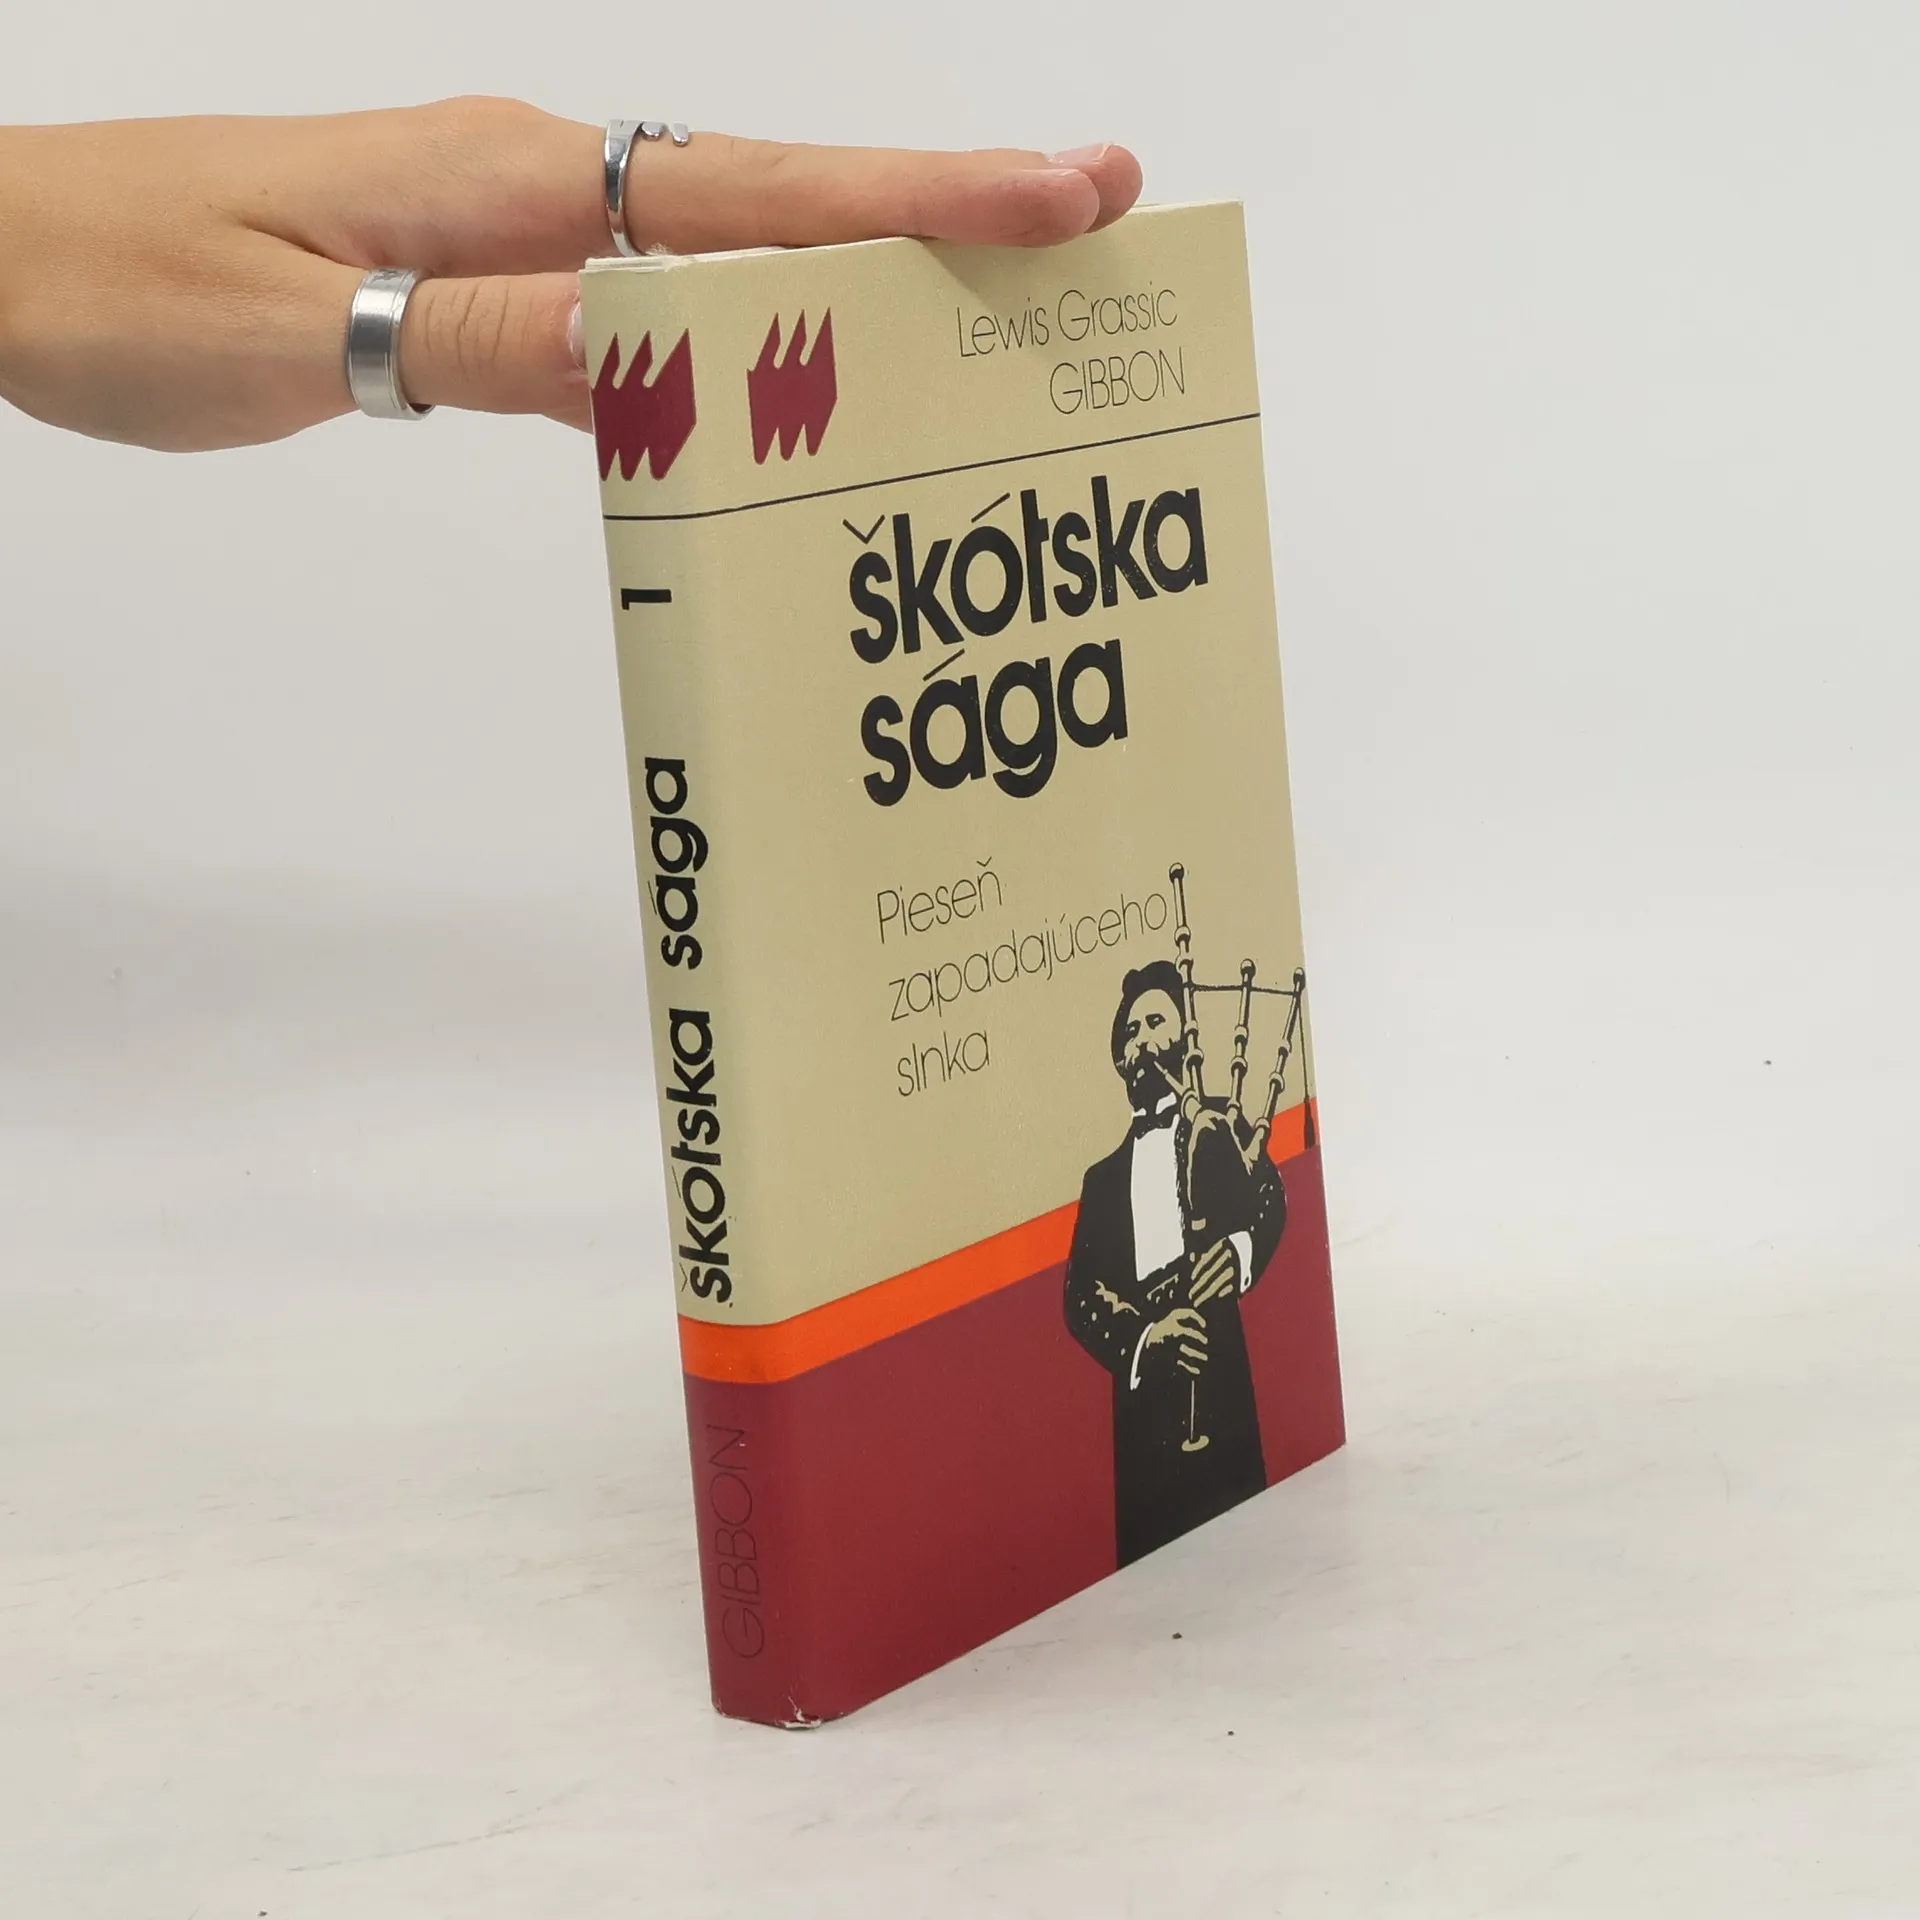 Lewis Grassic
GIBBON
škótska
sága
Pieseň
zapadajúceho
slnka
GIBBON škótska sága 1